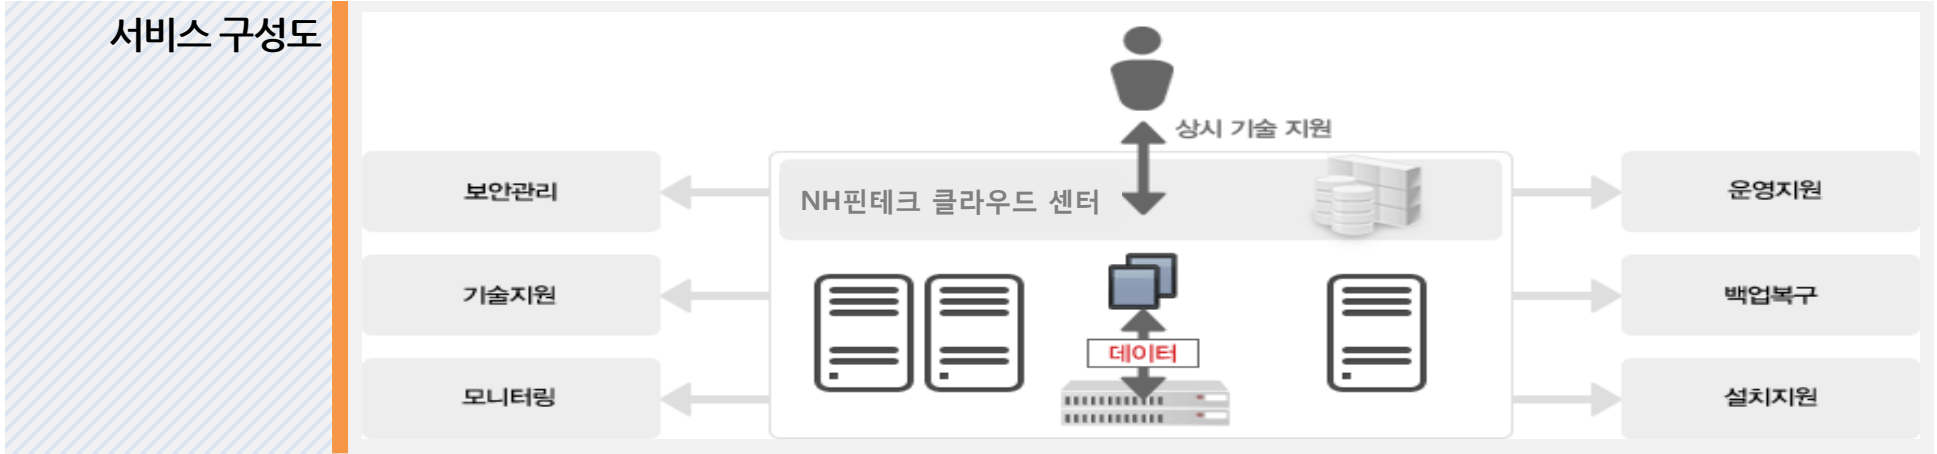 서비스 구성도
상시 기술 지원
보안관리
NH핀테크 클라우드 센터
운영지원
기술지원
백업복구
데이터
모니터링
설치지원